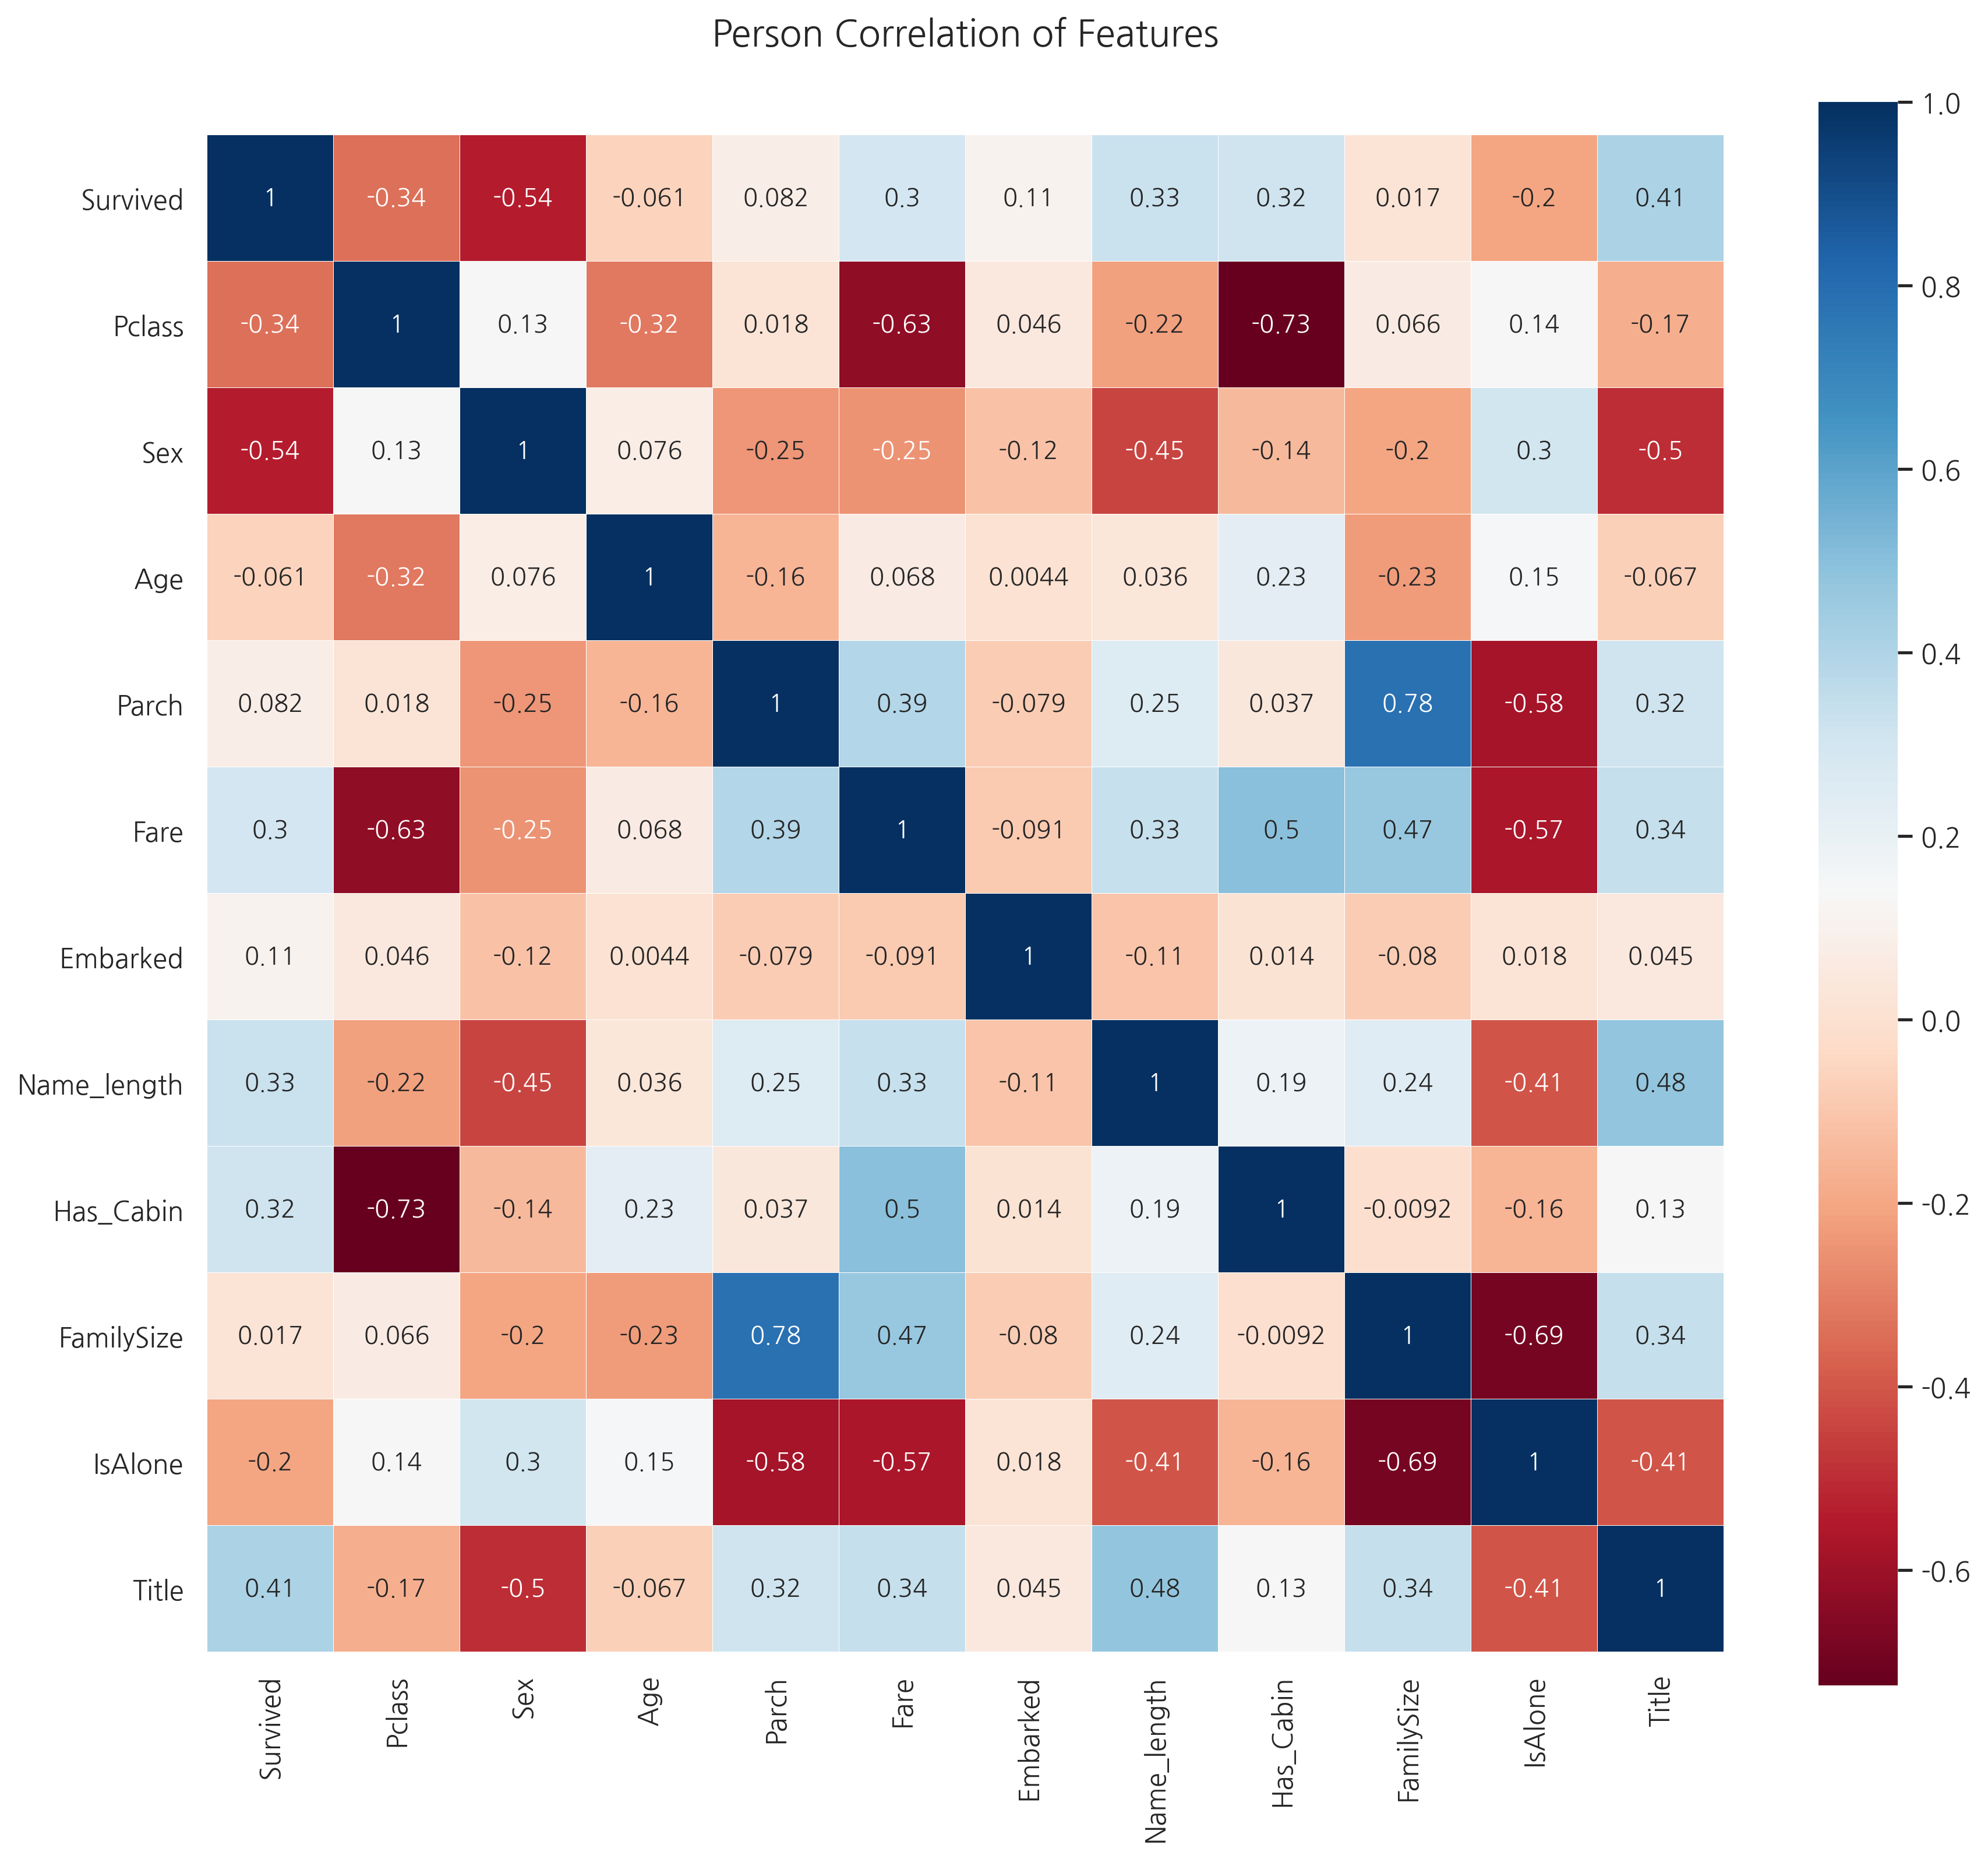 Person Correlation of Features
Survived 1 -0.34 -0.54 -0.061 0.082 0.3 0.11 0.33 0.32 0.017 -0.2 0.41
Pclass -0.34 1 0.13 -0.32 0.018 -0.63 0.046 -0.22 -0.73 0.066 0.14 -0.17
Sex -0.54 0.13 1 0.076 -0.25 -0.25 -0.12 -0.45 -0.14 -0.2 0.3 -0.5
Age -0.061 -0.32 0.076 1 -0.16 0.068 0.0044 0.036 0.23 -0.23 0.15 -0.067
Parch 0.082 0.018 -0.25 -0.16 1 0.39 -0.079 0.25 0.037 0.78 -0.58 0.32
Fare 0.3 -0.63 -0.25 0.068 0.39 1 -0.091 0.33 0.5 0.47 -0.57 0.34
Embarked 0.11 0.046 -0.12 0.0044 -0.079 -0.091 1 -0.11 0.014 -0.08 0.018 0.045
Name_length 0.33 -0.22 -0.45 0.036 0.25 0.33 -0.11 1 0.19 0.24 -0.41 0.48
Has_Cabin 0.32 -0.73 -0.14 0.23 0.037 0.5 0.014 0.19 1 -0.0092 -0.16 0.13
FamilySize 0.017 0.066 -0.2 -0.23 0.78 0.47 -0.08 0.24 -0.0092 1 -0.69 0.34
IsAlone -0.2 0.14 0.3 0.15 -0.58 -0.57 0.018 -0.41 -0.16 -0.69 1 -0.41
Title 0.41 -0.17 -0.5 -0.067 0.32 0.34 0.045 0.48 0.13 0.34 -0.41 1
Survived Pclass Sex Age Parch Fare Embarked Name_length Has_Cabin FamilySize IsAlone Title
1.0
0.8
0.6
0.4
0.2
0.0
-0.2
-0.4
-0.6